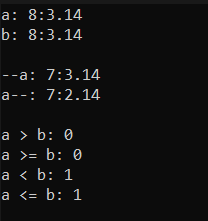 a: 8:3.14
b: 8:3.14
--a: 7:3.14
a--: 7:2.14
a > b: 0
a >= b: 0
a < b: 1
a <= b: 1